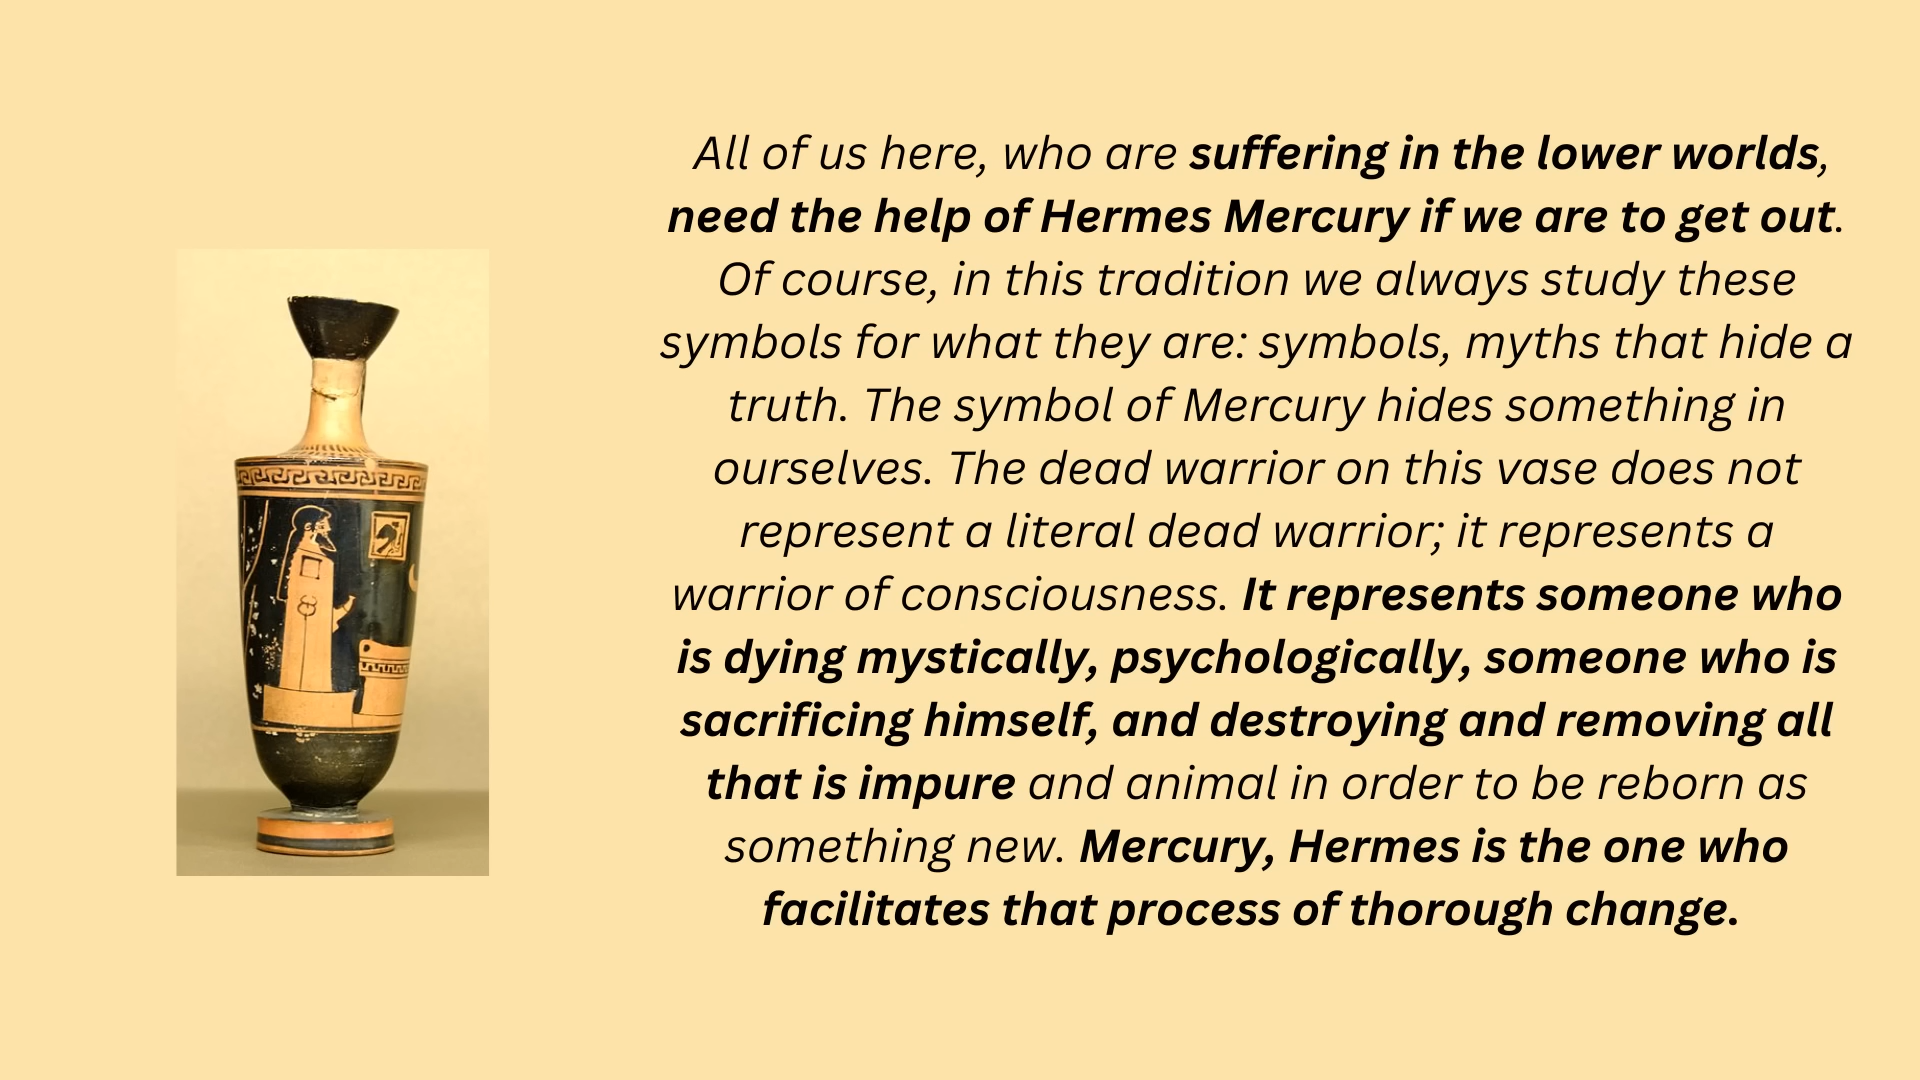 All of us here, who are suffering in the lower worlds,
need the help of Hermes Mercury if we are to get out.
Of course, in this tradition we always study these
symbols for what they are: symbols, myths that hide a
truth. The symbol of Mercury hides something in
ourselves. The dead warrior on this vase does not
represent a literal dead warrior; it represents a
warrior of consciousness. It represents someone who
is dying mystically, psychologically, someone who is
sacrificing himself, and destroying and removing all
that is impure and animal in order to be reborn as
something new. Mercury, Hermes is the one who
facilitates that process of thorough change.